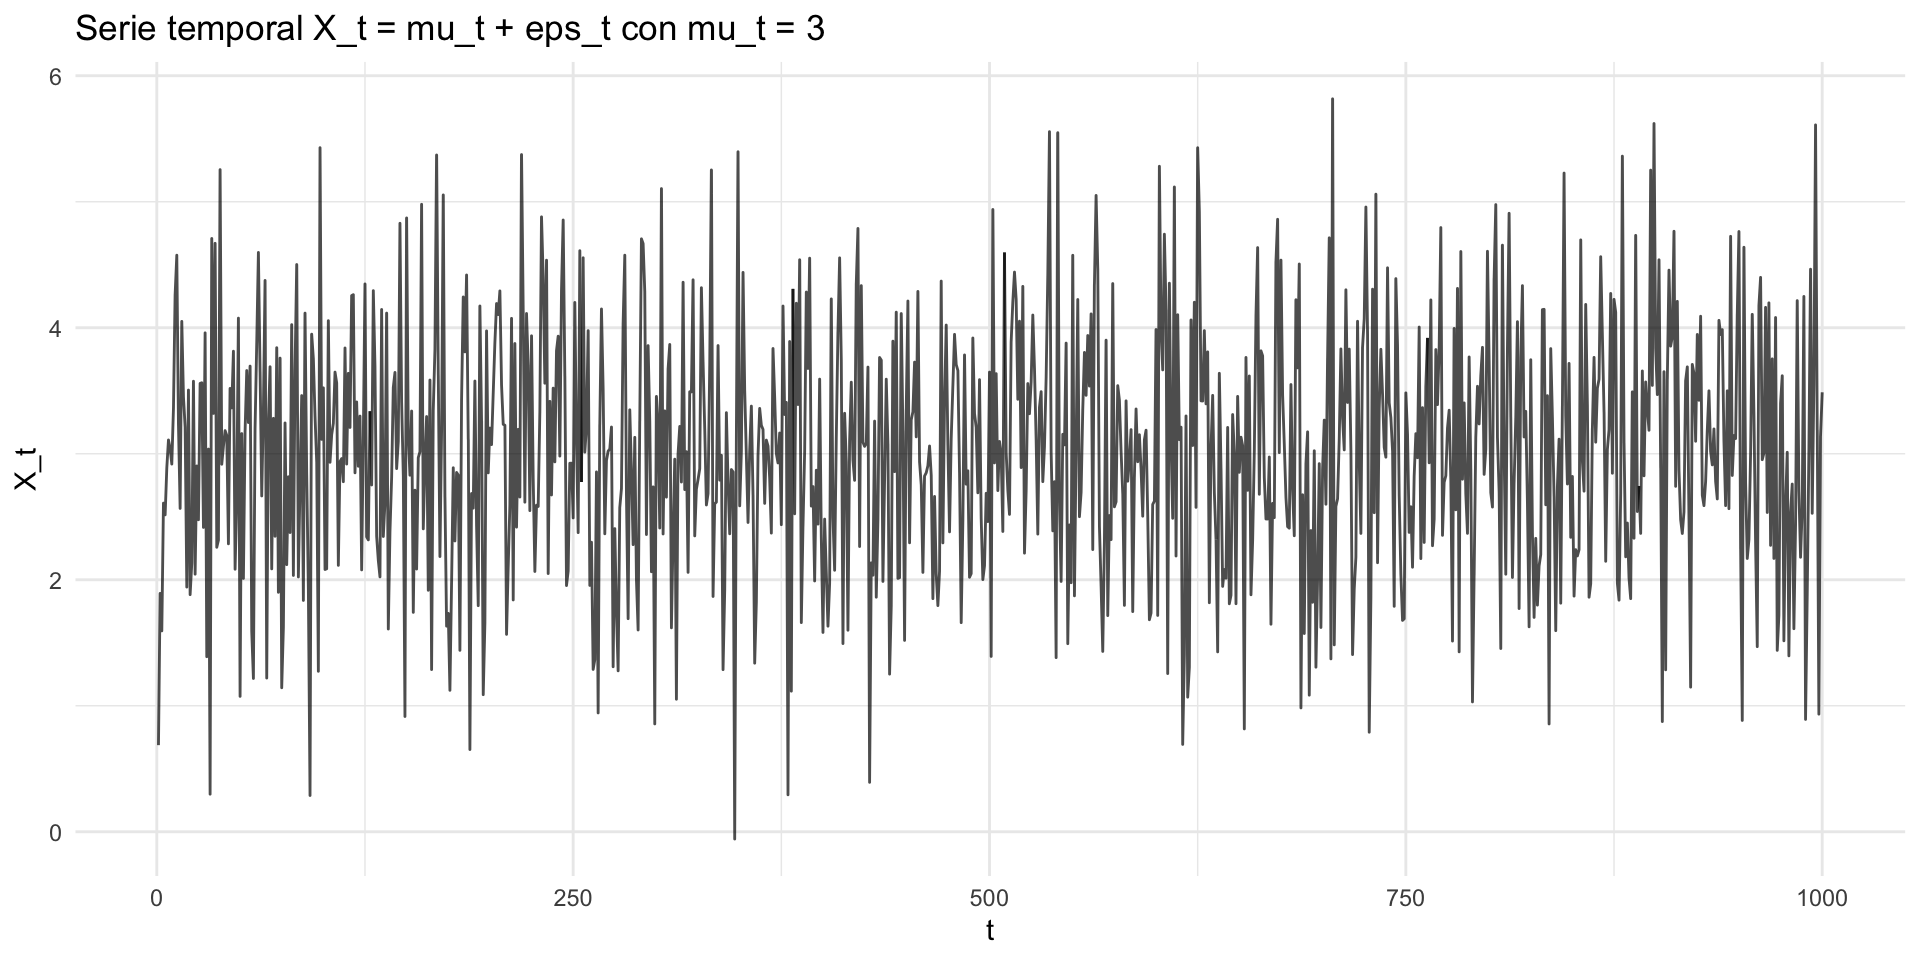 Serie temporal X_t = mu_t + eps_t con mu_t = 3
6
4
2
0
X_t
0 250 500 750 1000
t